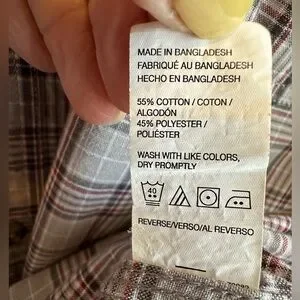 MADE IN BANGLADESH
FABRIQUÉ AU BANGLADESH
HECHO EN BANGLADESH
55% COTTON / COTON /
ALGODÓN
45% POLYESTER /
POLIÉSTER
WASH WITH LIKE COLORS,
DRY PROMPTLY
40
REVERSE/VERSO/AL REVERSO